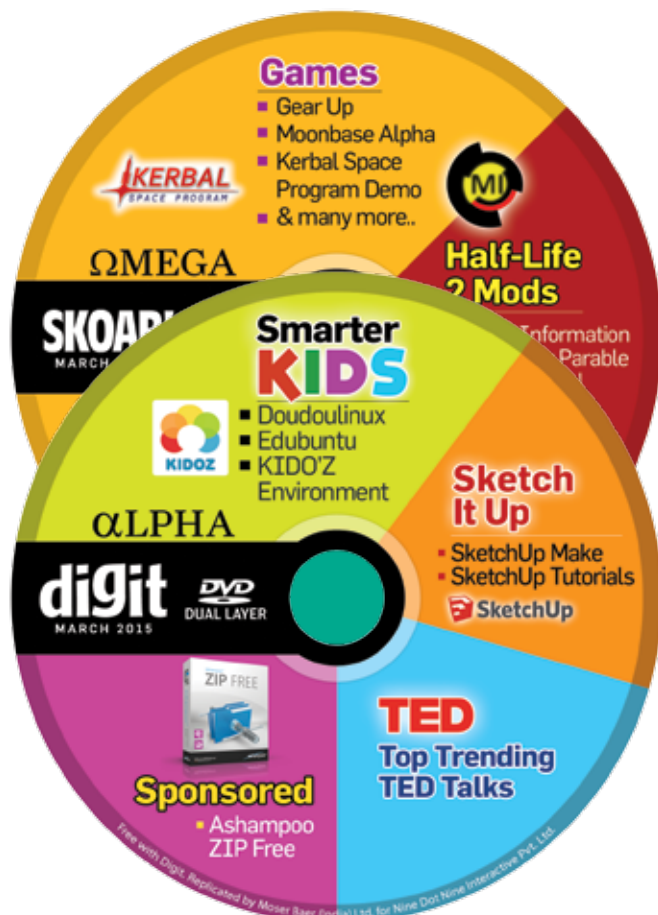 Games
▪ Gear Up
▪ Moonbase Alpha
▪ Kerbal Space
Program Demo
▪ & many more..
KERBAL
SPACE PROGRAM
MI
ΩMEGA
Half-Life
2 Mods
Information
Parable
MARCH
Smarter
KIDS
▪ Doudoulinux
▪ Edubuntu
▪ KIDO'Z
Environment
KIDOZ
Sketch
It Up
▪ SketchUp Make
▪ SketchUp Tutorials
SketchUp
αLPHA
digit
MARCH 2015
DVD
DUAL LAYER
ZIP FREE
Sponsored
▪ Ashampoo
ZIP Free
TED
Top Trending
TED Talks
Free with Digit. Replicated by Moser Baer (India) Ltd. for Nine Dot Nine Interactive Pvt. Ltd.